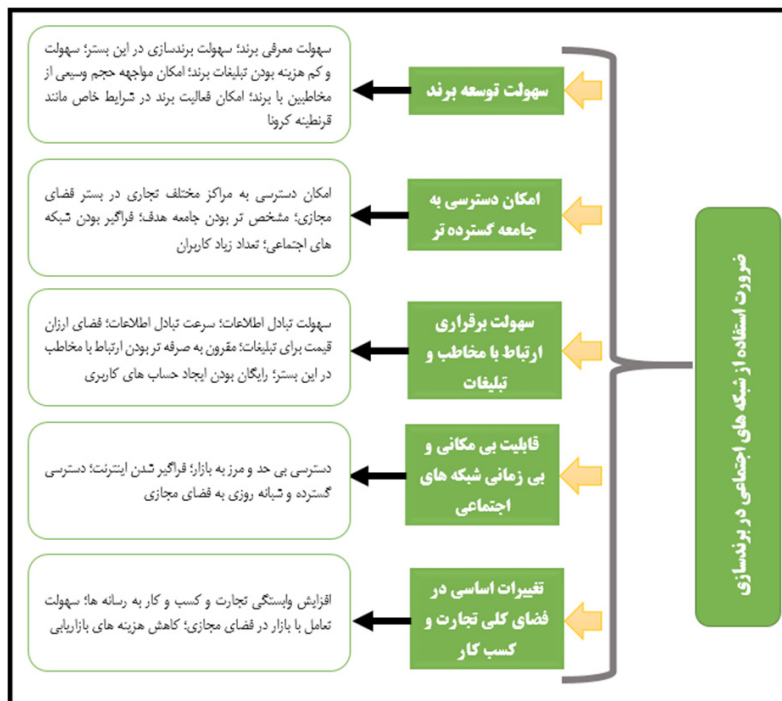 ضرورت استفاده از شبکه های اجتماعی در برندسازی
سهولت توسعه برند
سهولت معرفی برند؛ سهولت برندسازی در این بستر؛ سهولت
و کم هزینه بودن تبلیغات برند؛ امکان مواجهه حجم وسیعی از
مخاطبین با برند؛ امکان فعالیت برند در شرایط خاص مانند
قرنطینه کرونا
امکان دسترسی به
جامعه گسترده تر
امکان دسترسی به مراکز مختلف تجاری در بستر فضای
مجازی؛ مشخص تر بودن جامعه هدف؛ فراگیر بودن شبکه
های اجتماعی؛ تعداد زیاد کاربران
سهولت برقراری
ارتباط با مخاطب و
تبلیغات
سهولت تبادل اطلاعات؛ سرعت تبادل اطلاعات؛ فضای ارزان
قیمت برای تبلیغات؛ مقرون به صرفه تر بودن ارتباط با مخاطب
در این بستر؛ رایگان بودن ایجاد حساب های کاربری
قابلیت بی مکانی و
بی زمانی شبکه های
اجتماعی
دسترسی بی حد و مرز به بازار؛ فراگیر شدن اینترنت؛ دسترسی
گسترده و شبانه روزی به فضای مجازی
تغییرات اساسی در
فضای کلی تجارت و
کسب کار
افزایش وابستگی تجارت و کسب و کار به رسانه ها؛ سهولت
تعامل با بازار در فضای مجازی؛ کاهش هزینه های بازاریابی